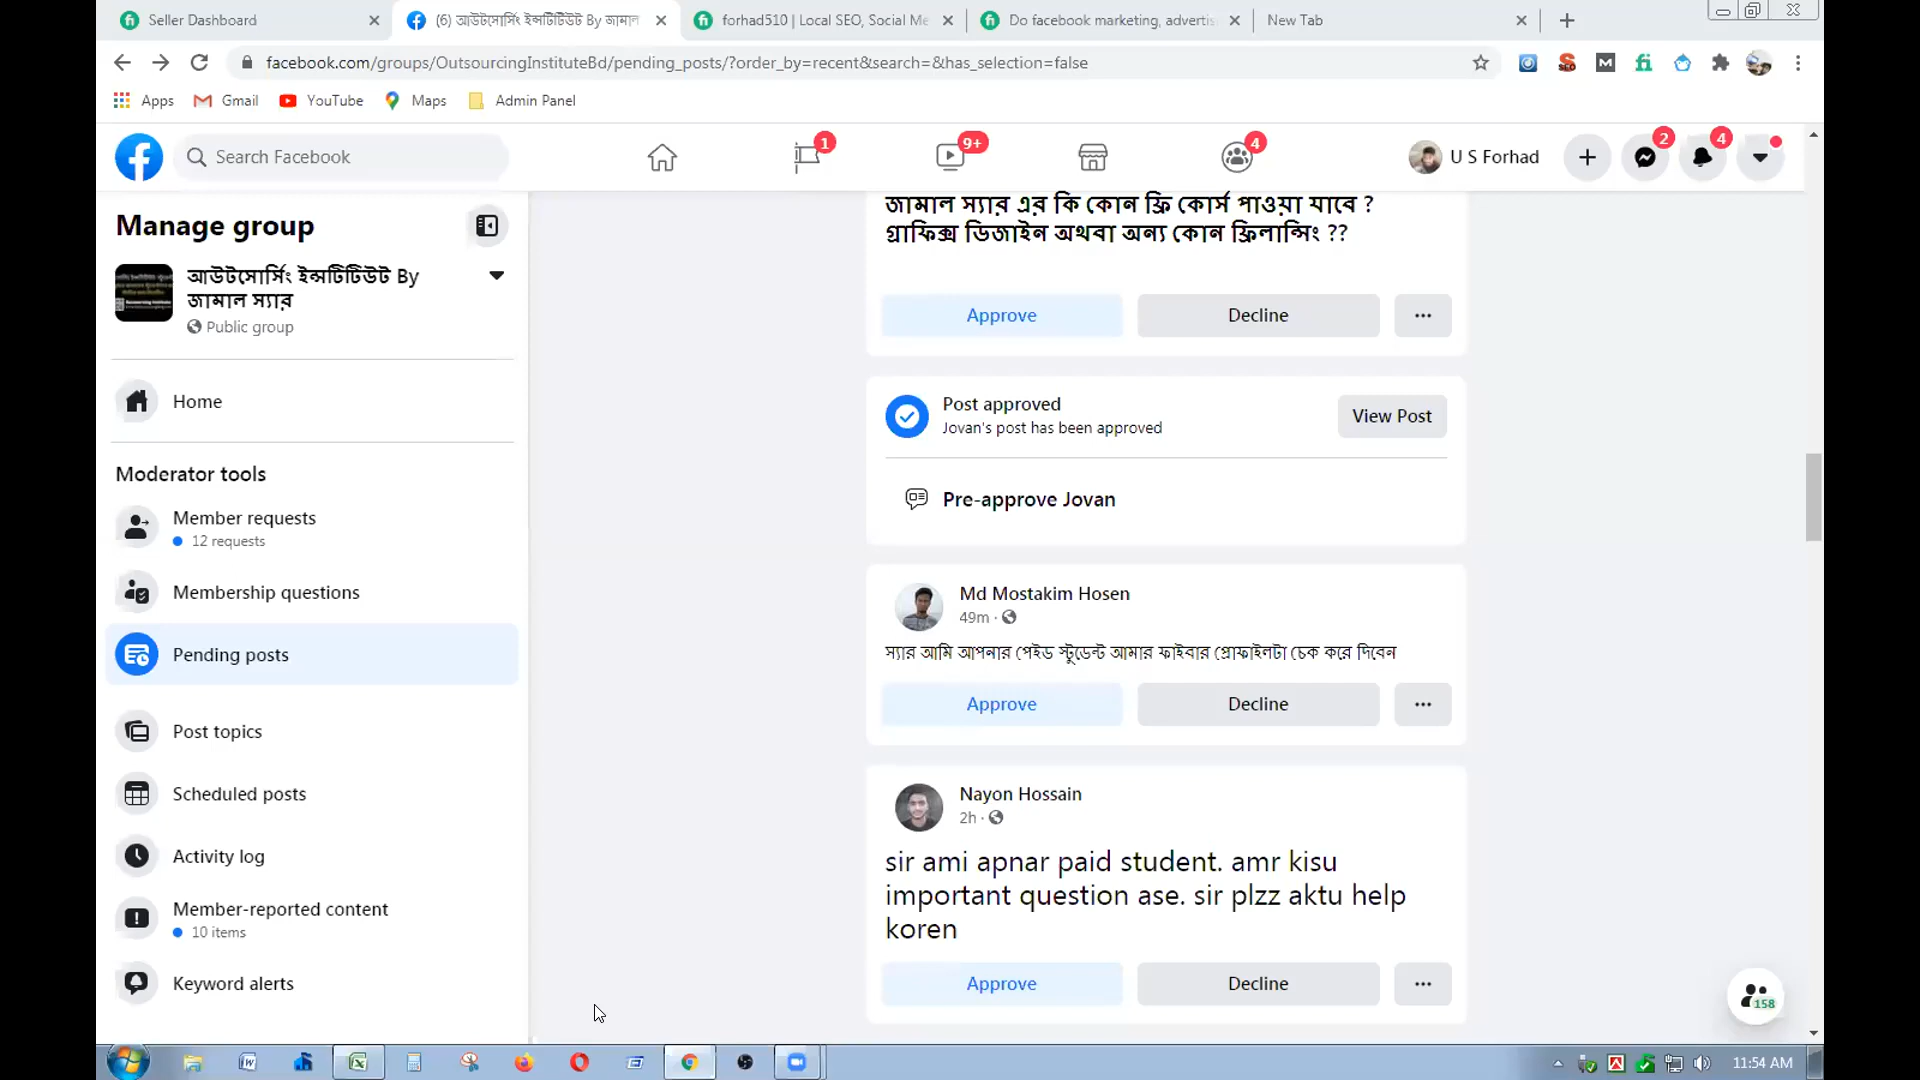 Seller Dashboard
(6) আউটসোর্সিং ইন্সটিটিউট By জামাল
forhad510 | Local SEO, Social Me
Do facebook marketing, advertis
New Tab
facebook.com/groups/OutsourcingInstituteBd/pending_posts/?order_by=recent&search=&has_selection=false
Apps
Gmail
YouTube
Maps
Admin Panel
Search Facebook
1
9+
4
U S Forhad
2
4
Manage group
আউটসোর্সিং ইন্সটিটিউট By
জামাল স্যার
Public group
Home
Moderator tools
Member requests
12 requests
Membership questions
Pending posts
Post topics
Scheduled posts
Activity log
Member-reported content
10 items
Keyword alerts
জামাল স্যার এর কি কোন ফ্রি কোর্স পাওয়া যাবে ?
গ্রাফিক্স ডিজাইন অথবা অন্য কোন ফ্রিলান্সিং ??
Approve
Decline
Post approved
Jovan's post has been approved
View Post
Pre-approve Jovan
Md Mostakim Hosen
49m
স্যার আমি আপনার পেইড স্টুডেন্ট আমার ফাইবার প্রোফাইলটা চেক করে দিবেন
Approve
Decline
Nayon Hossain
2h
sir ami apnar paid student. amr kisu
important question ase. sir plzz aktu help
koren
Approve
Decline
158
11:54 AM